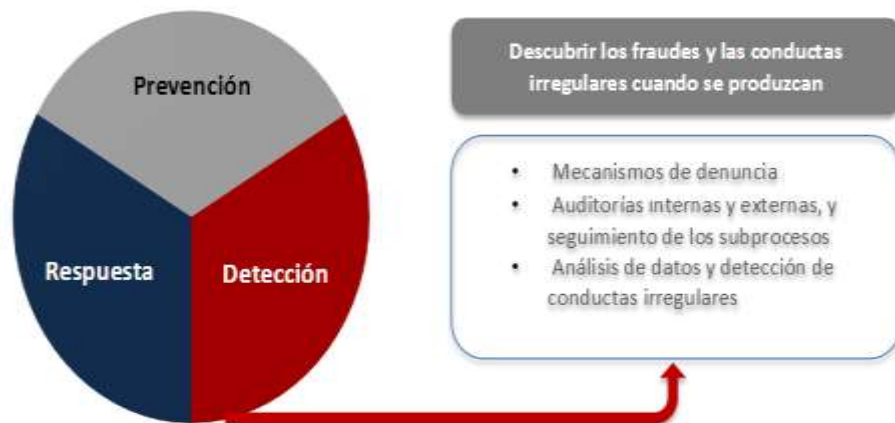 Prevención
Respuesta
Detección
Descubrir los fraudes y las conductas
irregulares cuando se produzcan
• Mecanismos de denuncia
• Auditorías internas y externas, y
seguimiento de los subprocesos
• Análisis de datos y detección de
conductas irregulares